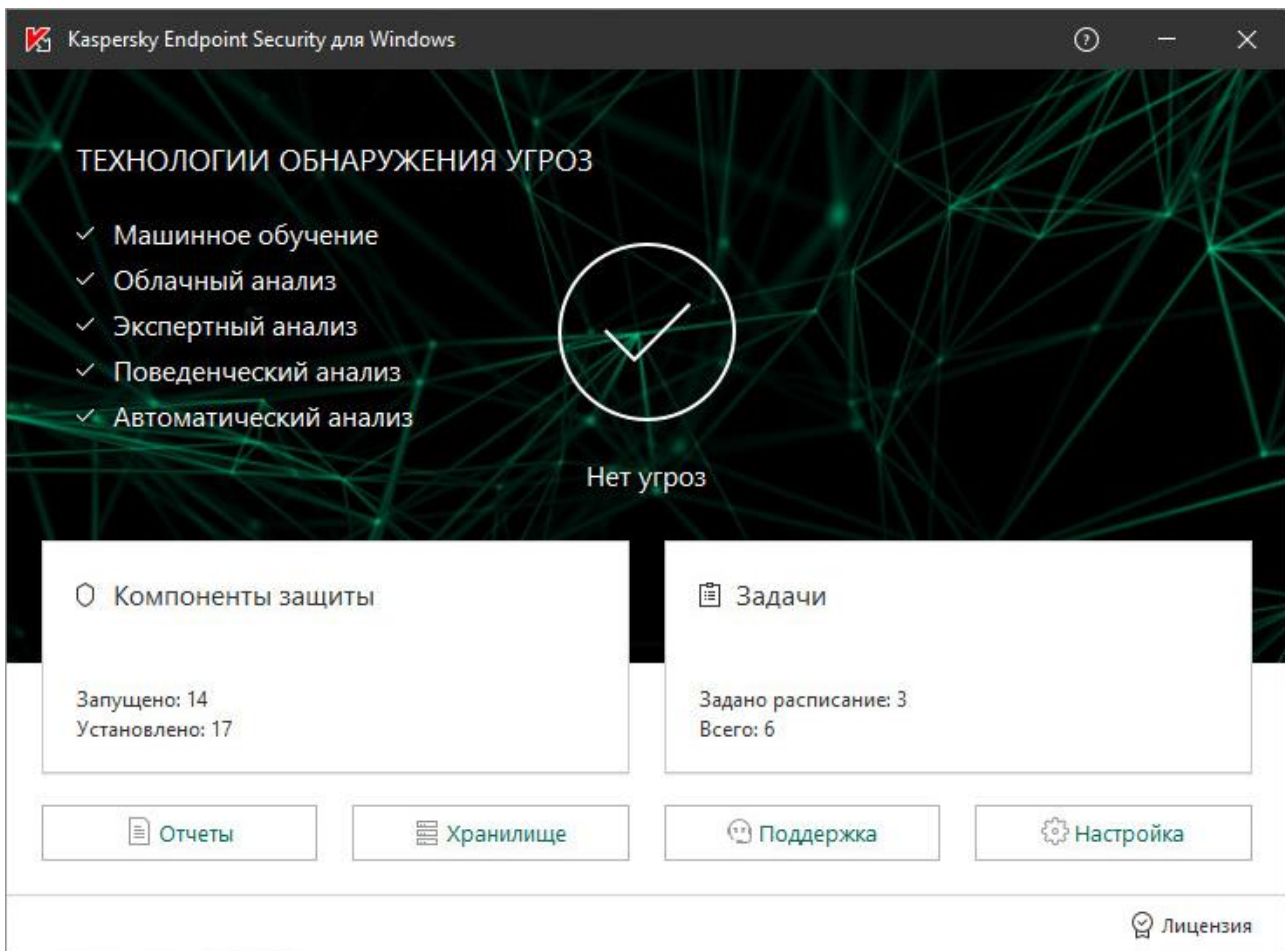 Kaspersky Endpoint Security для Windows
ТЕХНОЛОГИИ ОБНАРУЖЕНИЯ УГРОЗ
Машинное обучение
Облачный анализ
Экспертный анализ
Поведенческий анализ
Автоматический анализ
Нет угроз
Компоненты защиты
Запущено: 14
Установлено: 17
Задачи
Задано расписание: 3
Всего: 6
Отчеты
Хранилище
Поддержка
Настройка
Лицензия